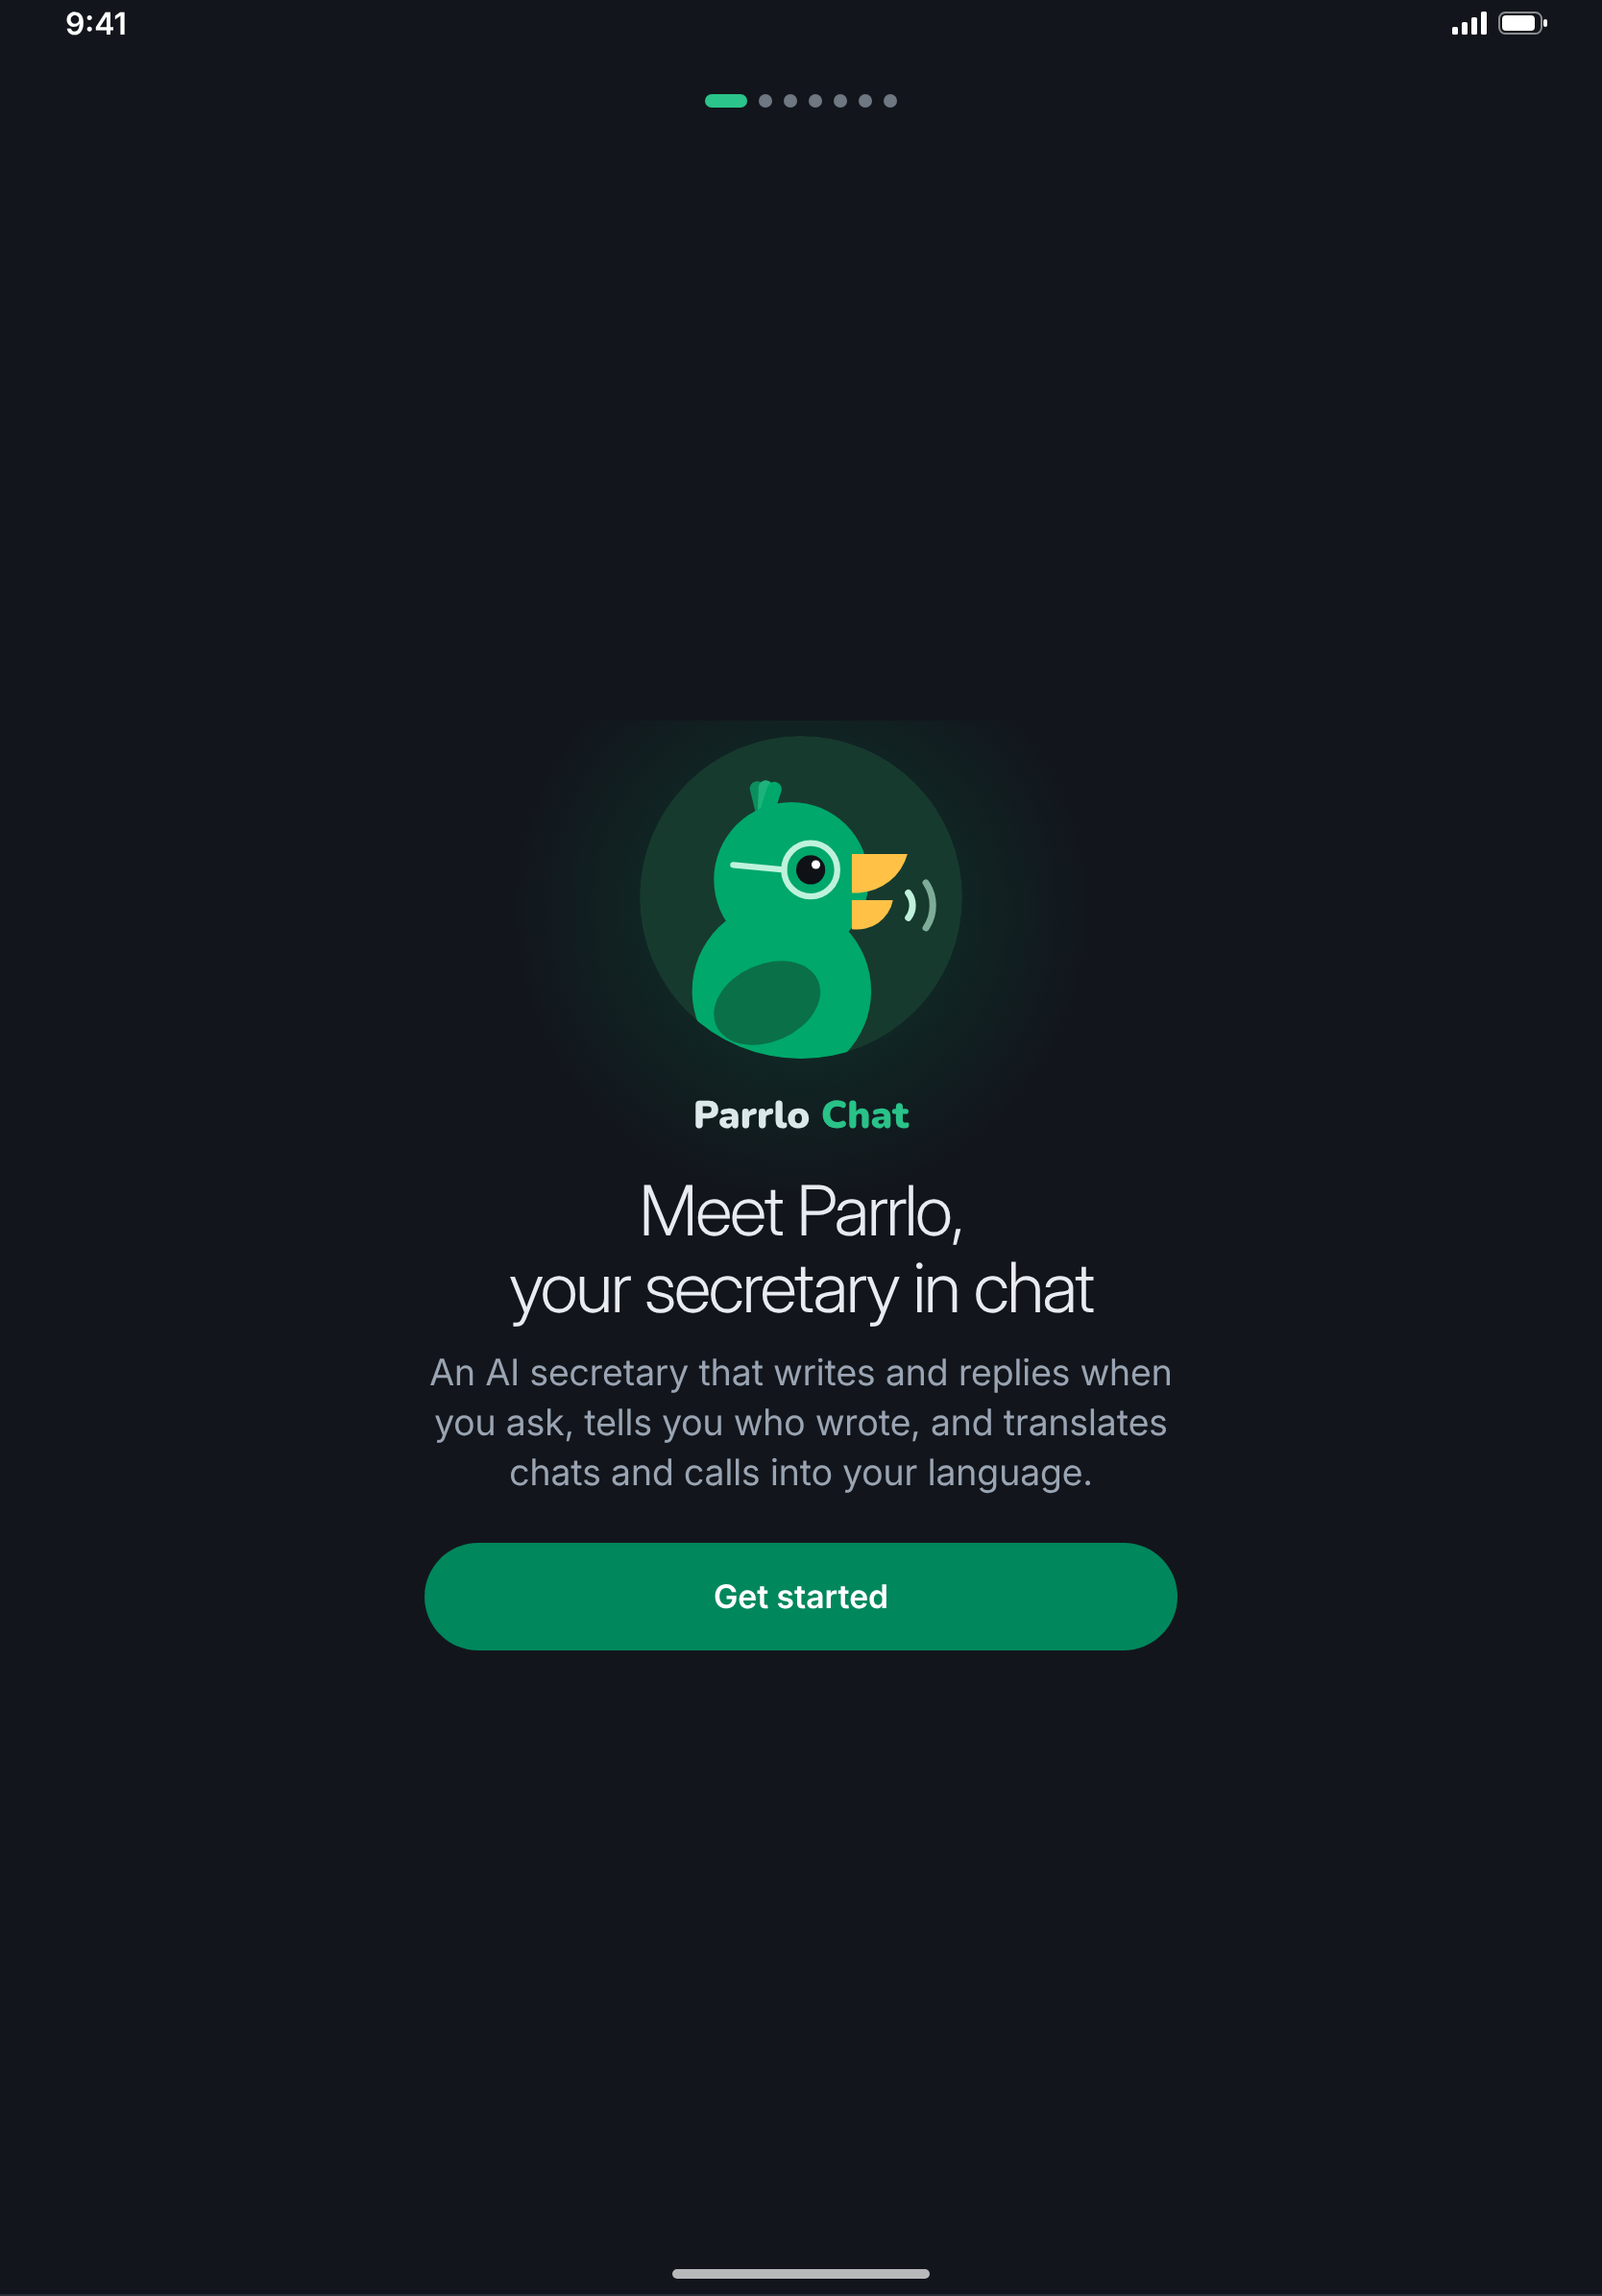 9:41
Parrlo Chat
Meet Parrlo,
your secretary in chat
An AI secretary that writes and replies when
you ask, tells you who wrote, and translates
chats and calls into your language.
Get started